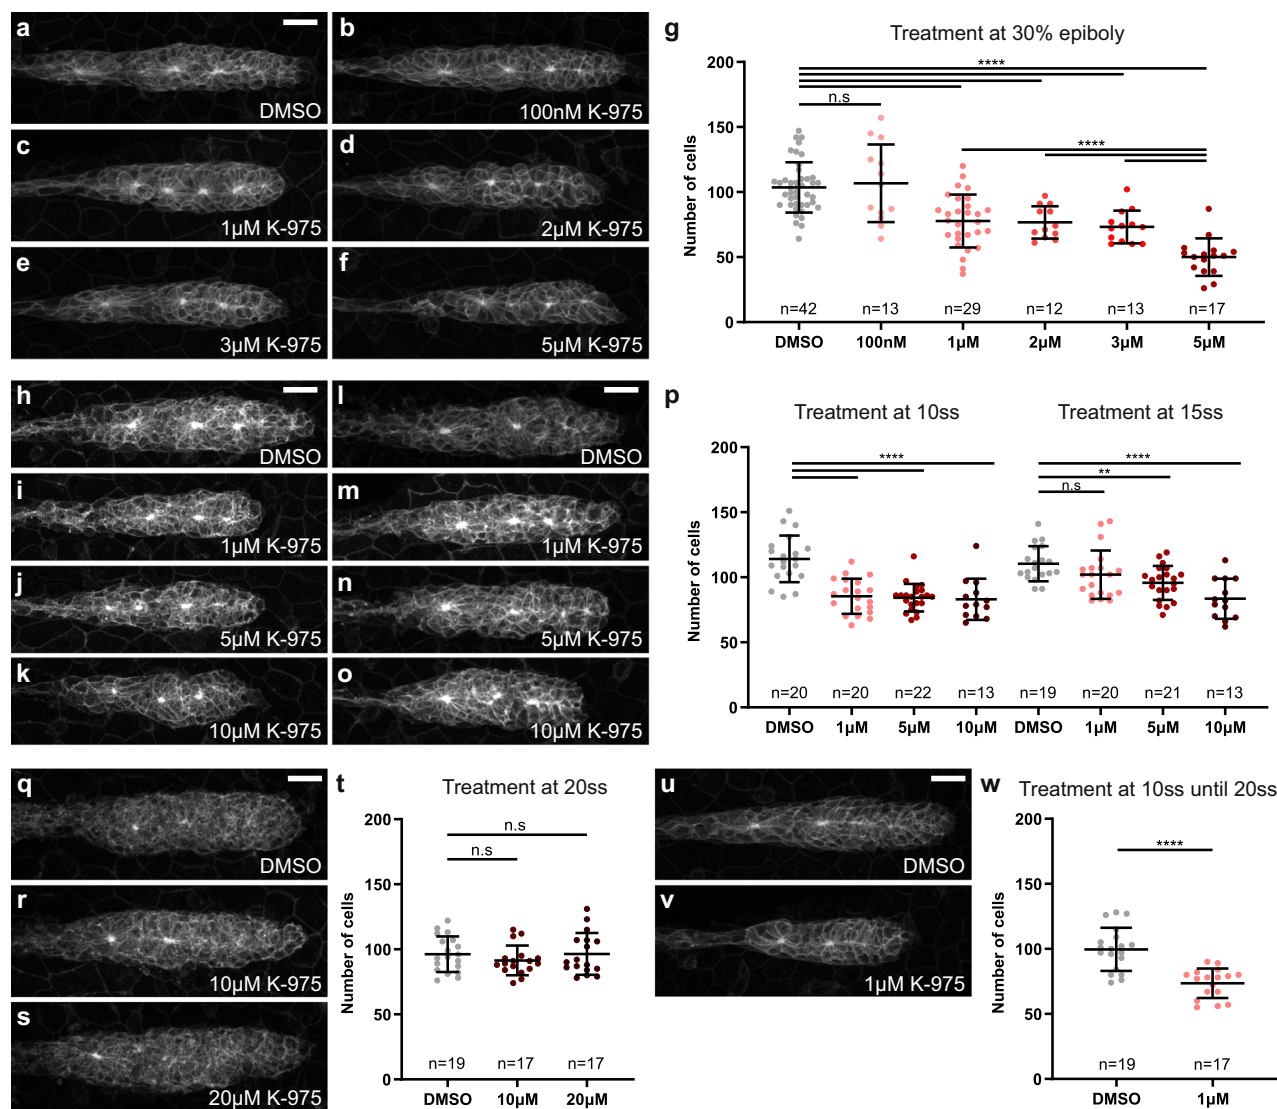 a
DMSO
b
100nM K-975
c
1µM K-975
d
2µM K-975
e
3µM K-975
f
5µM K-975
g
Treatment at 30% epiboly
Number of cells
200
150
100
50
0
****
n.s
****
n=42 n=13 n=29 n=12 n=13 n=17
DMSO 100nM 1µM 2µM 3µM 5µM
h
DMSO
i
1µM K-975
j
5µM K-975
k
10µM K-975
l
DMSO
m
1µM K-975
n
5µM K-975
o
10µM K-975
p
Treatment at 10ss Treatment at 15ss
Number of cells
200
150
100
50
0
**** ****
**
n.s
n=20 n=20 n=22 n=13 n=19 n=20 n=21 n=13
DMSO 1µM 5µM 10µM DMSO 1µM 5µM 10µM
q
DMSO
r
10µM K-975
s
20µM K-975
t
Treatment at 20ss
Number of cells
200
150
100
50
0
n.s
n.s
n=19 n=17 n=17
DMSO 10µM 20µM
u
DMSO
v
1µM K-975
w
Treatment at 10ss until 20ss
Number of cells
200
150
100
50
0
****
n=19 n=17
DMSO 1µM